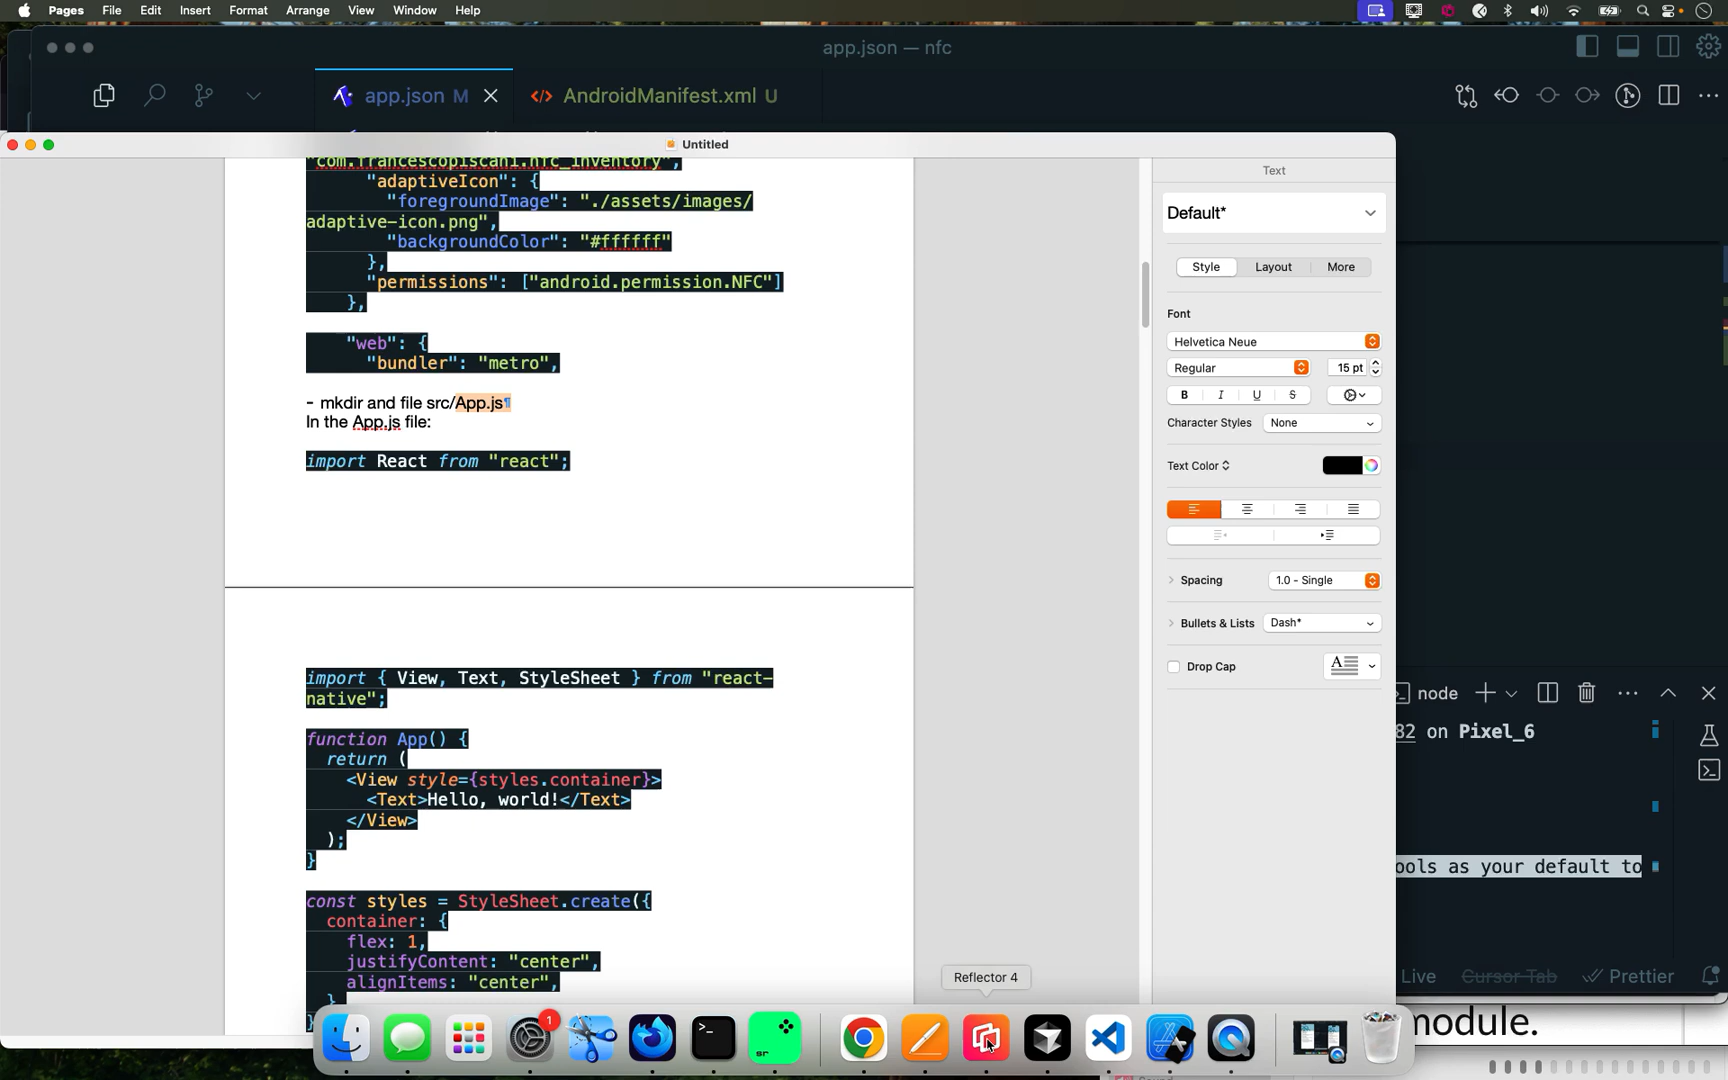 Pages File Edit Insert Format Arrange View Window Help
app.json — nfc
app.json M
AndroidManifest.xml U
Untitled
"com.francescopiscani.nfc_inventory",
"adaptiveIcon": {
"foregroundImage": "./assets/images/
adaptive-icon.png",
"backgroundColor": "#ffffff"
},
"permissions": ["android.permission.NFC"]
},
"web": {
"bundler": "metro",
- mkdir and file src/App.js¶
In the App.js file:
import React from "react";
import { View, Text, StyleSheet } from "react-
native";
function App() {
return (
<View style={styles.container}>
<Text>Hello, world!</Text>
</View>
);
}
const styles = StyleSheet.create({
container: {
flex: 1,
justifyContent: "center",
alignItems: "center",
}
Text
Default*
Style Layout More
Font
Helvetica Neue
Regular 15 pt
B I U S
Character Styles None
Text Color
Spacing 1.0 - Single
Bullets & Lists Dash*
Drop Cap
A
node
82 on Pixel_6
ools as your default to
Live Cursor Tab Prettier
module.
Reflector 4
1
sr